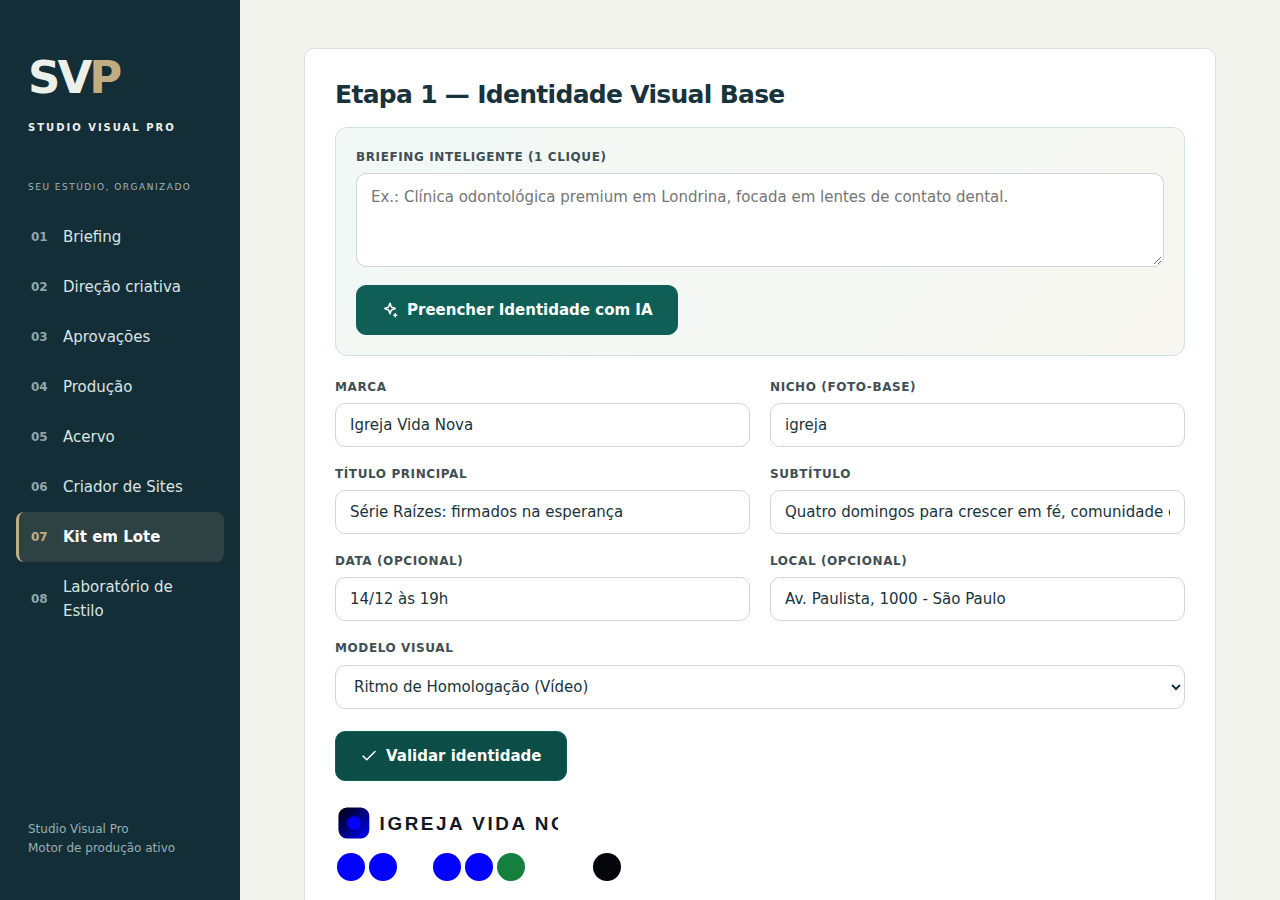 SVP
STUDIO VISUAL PRO
SEU ESTÚDIO, ORGANIZADO
01 Briefing
02 Direção criativa
03 Aprovações
04 Produção
05 Acervo
06 Criador de Sites
07 Kit em Lote
08 Laboratório de
Estilo
Studio Visual Pro
Motor de produção ativo
Etapa 1 — Identidade Visual Base
BRIEFING INTELIGENTE (1 CLIQUE)
Ex.: Clínica odontológica premium em Londrina, focada em lentes de contato dental.
Preencher Identidade com IA
MARCA
Igreja Vida Nova
NICHO (FOTO-BASE)
igreja
TÍTULO PRINCIPAL
Série Raízes: firmados na esperança
SUBTÍTULO
Quatro domingos para crescer em fé, comunidade
DATA (OPCIONAL)
14/12 às 19h
LOCAL (OPCIONAL)
Av. Paulista, 1000 - São Paulo
MODELO VISUAL
Ritmo de Homologação (Vídeo)
Validar identidade
IGREJA VIDA